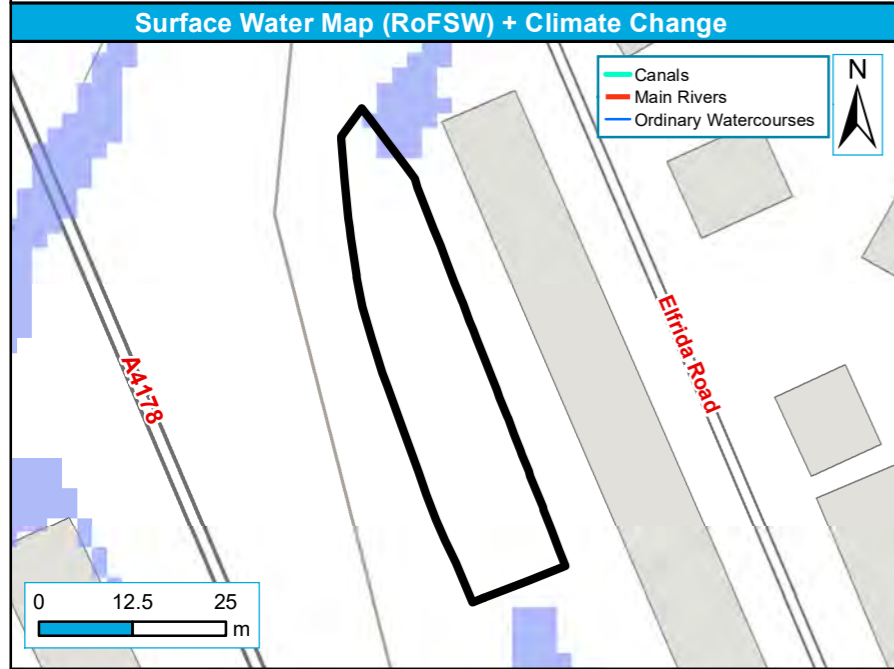 Surface Water Map (RoFSW) + Climate Change
Canals
Main Rivers
Ordinary Watercourses
N
Elfrida Road
A4178
0 12.5 25
m